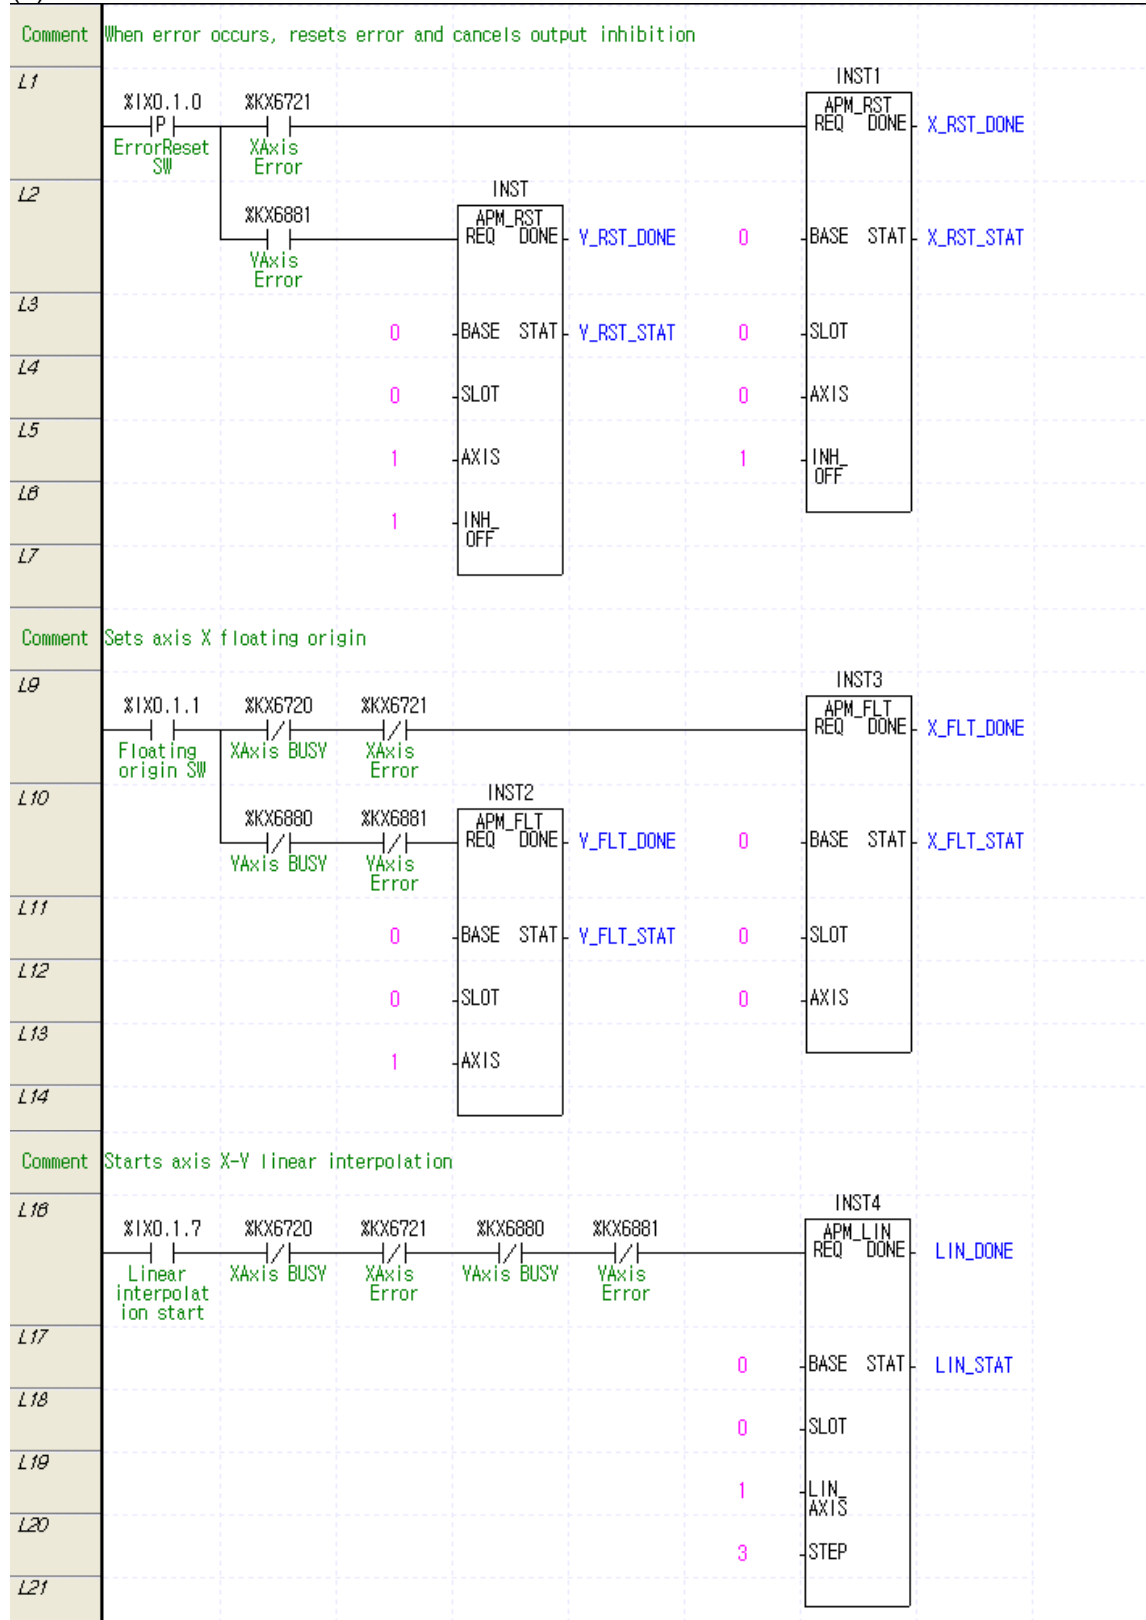 Comment When error occurs, resets error and cancels output inhibition
L1
INST1
%IX0.1.0 %KX6721 APM_RST
P REQ DONE X_RST_DONE
ErrorReset XAxis
SW Error
L2
INST
%KX6881 APM_RST
REQ DONE Y_RST_DONE 0 BASE STAT X_RST_STAT
YAxis
Error
L3
0 BASE STAT Y_RST_STAT 0 SLOT
L4
0 SLOT 0 AXIS
L5
1 AXIS 1 INH_
OFF
L6
1 INH_
OFF
L7
Comment Sets axis X floating origin
L9
INST3
%IX0.1.1 %KX6720 %KX6721 APM_FLT
REQ DONE X_FLT_DONE
Floating XAxis BUSY XAxis
origin SW Error
L10
INST2
%KX6880 %KX6881 APM_FLT
REQ DONE Y_FLT_DONE 0 BASE STAT X_FLT_STAT
YAxis BUSY YAxis
Error
L11
0 BASE STAT Y_FLT_STAT 0 SLOT
L12
0 SLOT 0 AXIS
L13
1 AXIS
L14
Comment Starts axis X-Y linear interpolation
L16
INST4
%IX0.1.7 %KX6720 %KX6721 %KX6880 %KX6881 APM_LIN
REQ DONE LIN_DONE
Linear XAxis BUSY XAxis YAxis BUSY YAxis
interpolat Error Error
ion start
L17
0 BASE STAT LIN_STAT
L18
0 SLOT
L19
1 LIN_
AXIS
L20
3 STEP
L21